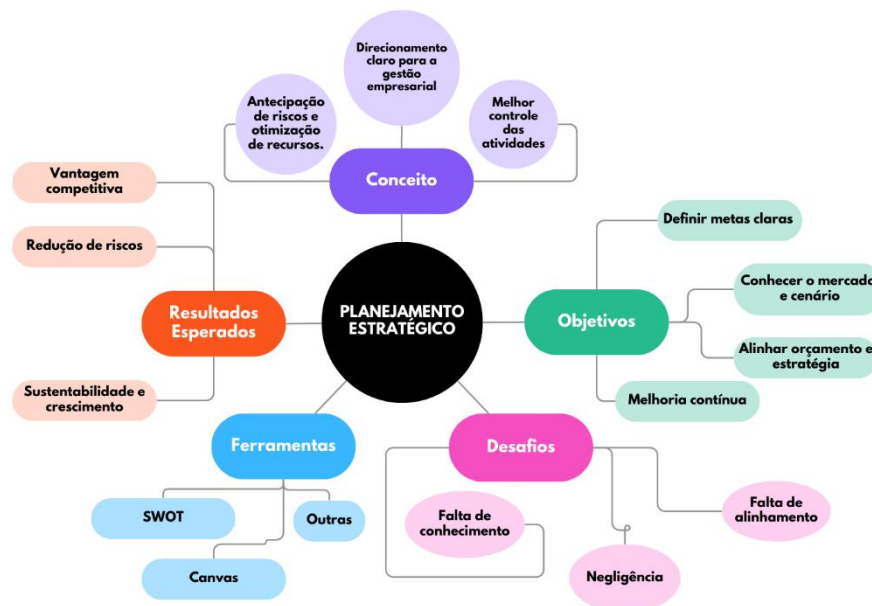 Direcionamento
claro para a
gestão
empresarial
Antecipação
de riscos e
otimização
de recursos.
Melhor
controle
das
atividades
Conceito
Vantagem
competitiva
Redução de riscos
Resultados
Esperados
Sustentabilidade e
crescimento
PLANEJAMENTO
ESTRATÉGICO
Definir metas claras
Conhecer o mercado
e cenário
Objetivos
Alinhar orçamento e
estratégia
Melhoria contínua
Ferramentas
SWOT
Outras
Canvas
Desafios
Falta de
conhecimento
Negligência
Falta de
alinhamento